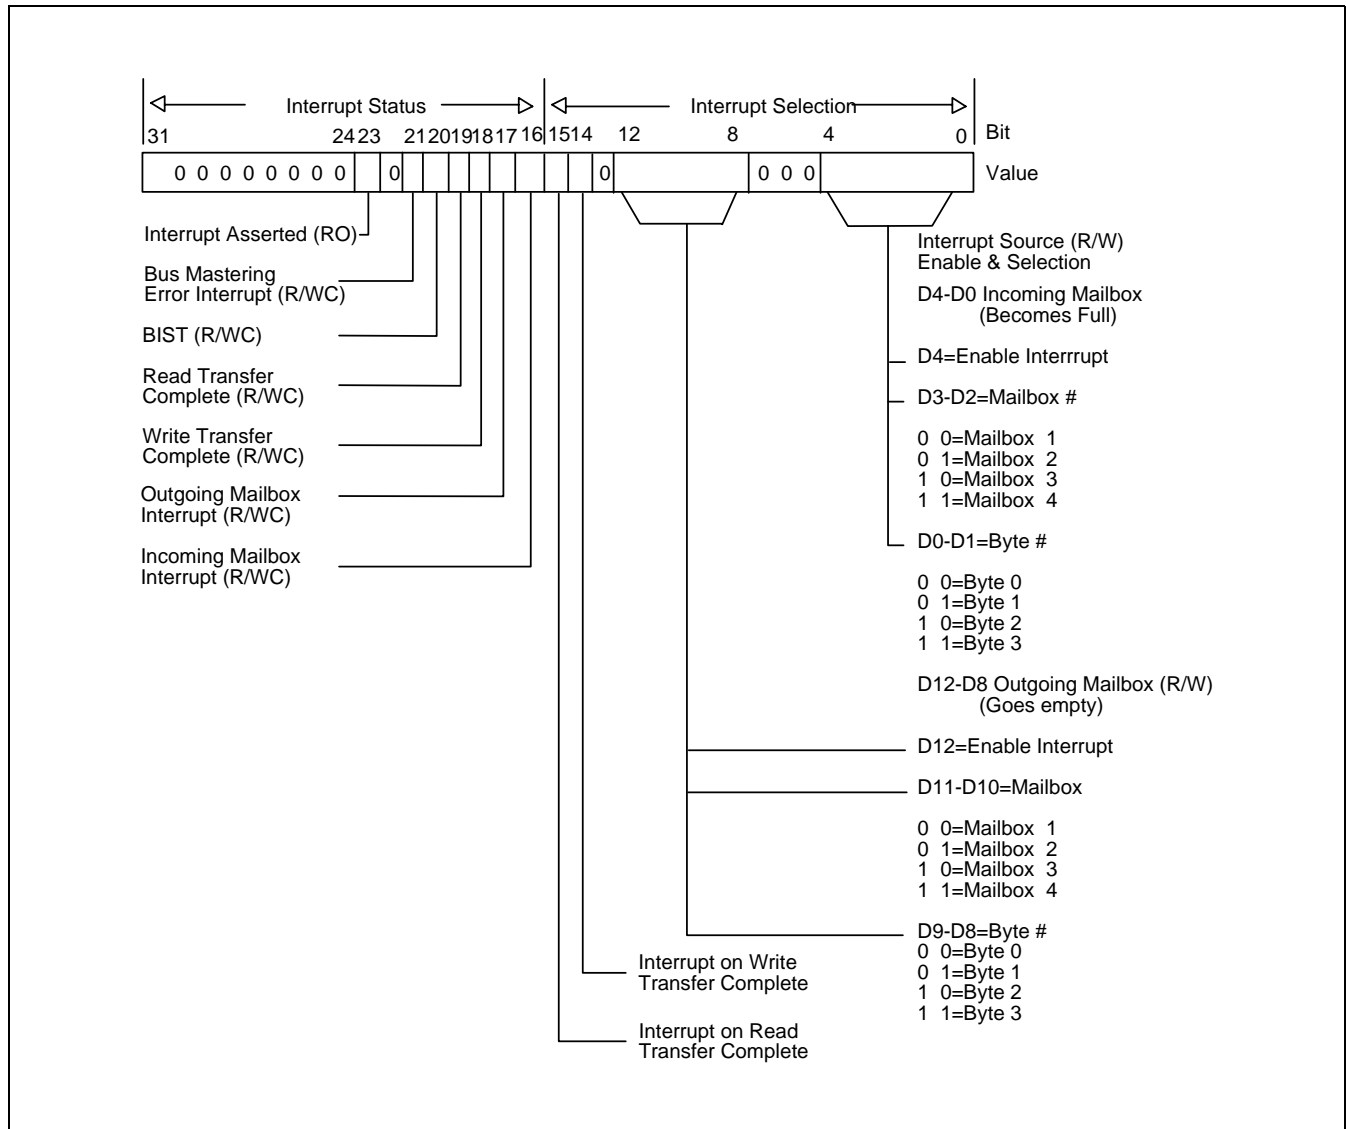 Interrupt Status Interrupt Selection
31 24 23 21 20 19 18 17 16 15 14 12 8 4 0 Bit
0 0 0 0 0 0 0 0 0 0 0 0 0 Value
Interrupt Asserted (RO)
Bus Mastering
Error Interrupt (R/WC)
BIST (R/WC)
Read Transfer
Complete (R/WC)
Write Transfer
Complete (R/WC)
Outgoing Mailbox
Interrupt (R/WC)
Incoming Mailbox
Interrupt (R/WC)
Interrupt Source (R/W)
Enable & Selection
D4-D0 Incoming Mailbox
(Becomes Full)
D4=Enable Interrrupt
D3-D2=Mailbox #
0 0=Mailbox 1
0 1=Mailbox 2
1 0=Mailbox 3
1 1=Mailbox 4
D0-D1=Byte #
0 0=Byte 0
0 1=Byte 1
1 0=Byte 2
1 1=Byte 3
D12-D8 Outgoing Mailbox (R/W)
(Goes empty)
D12=Enable Interrupt
D11-D10=Mailbox
0 0=Mailbox 1
0 1=Mailbox 2
1 0=Mailbox 3
1 1=Mailbox 4
D9-D8=Byte #
0 0=Byte 0
0 1=Byte 1
1 0=Byte 2
1 1=Byte 3
Interrupt on Write
Transfer Complete
Interrupt on Read
Transfer Complete